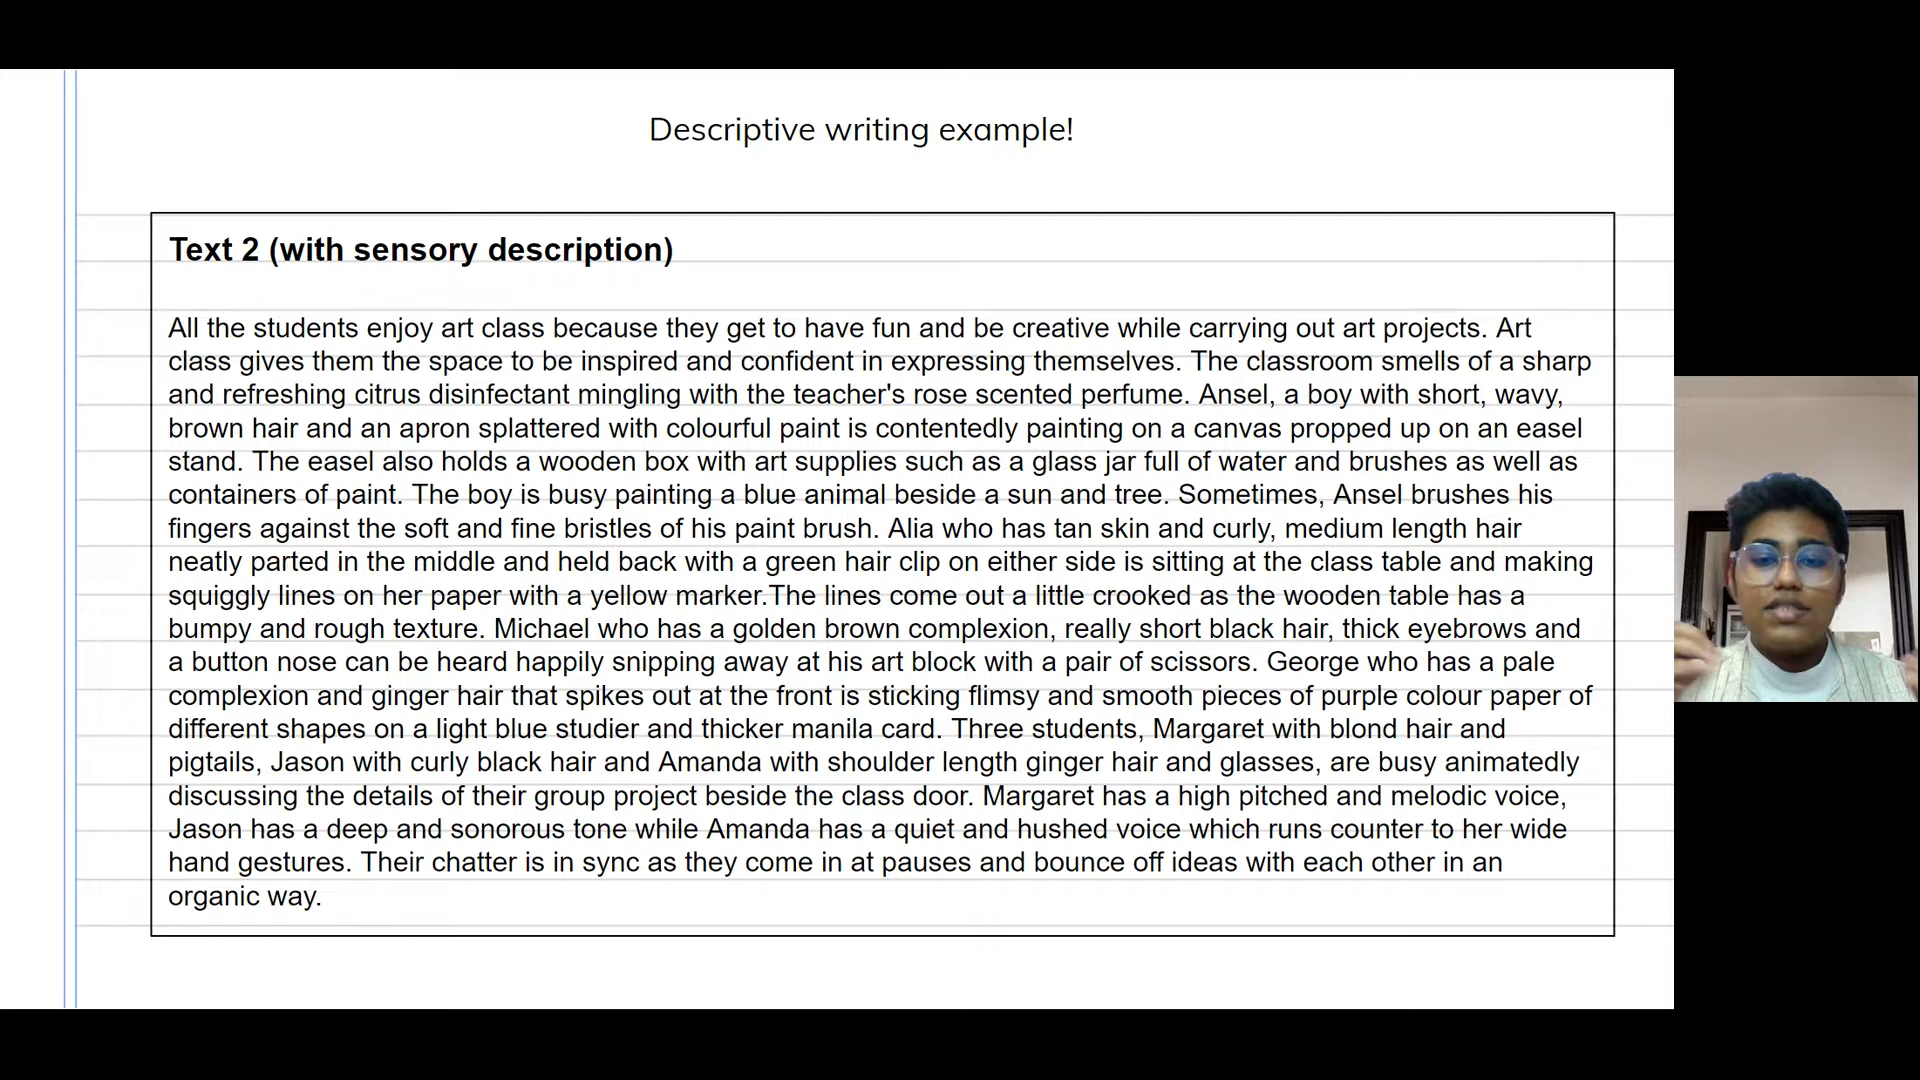 Descriptive writing example!
Text 2 (with sensory description)
All the students enjoy art class because they get to have fun and be creative while carrying out art projects. Art
class gives them the space to be inspired and confident in expressing themselves. The classroom smells of a sharp
and refreshing citrus disinfectant mingling with the teacher's rose scented perfume. Ansel, a boy with short, wavy,
brown hair and an apron splattered with colourful paint is contentedly painting on a canvas propped up on an easel
stand. The easel also holds a wooden box with art supplies such as a glass jar full of water and brushes as well as
containers of paint. The boy is busy painting a blue animal beside a sun and tree. Sometimes, Ansel brushes his
fingers against the soft and fine bristles of his paint brush. Alia who has tan skin and curly, medium length hair
neatly parted in the middle and held back with a green hair clip on either side is sitting at the class table and making
squiggly lines on her paper with a yellow marker.The lines come out a little crooked as the wooden table has a
bumpy and rough texture. Michael who has a golden brown complexion, really short black hair, thick eyebrows and
a button nose can be heard happily snipping away at his art block with a pair of scissors. George who has a pale
complexion and ginger hair that spikes out at the front is sticking flimsy and smooth pieces of purple colour paper of
different shapes on a light blue studier and thicker manila card. Three students, Margaret with blond hair and
pigtails, Jason with curly black hair and Amanda with shoulder length ginger hair and glasses, are busy animatedly
discussing the details of their group project beside the class door. Margaret has a high pitched and melodic voice,
Jason has a deep and sonorous tone while Amanda has a quiet and hushed voice which runs counter to her wide
hand gestures. Their chatter is in sync as they come in at pauses and bounce off ideas with each other in an
organic way.